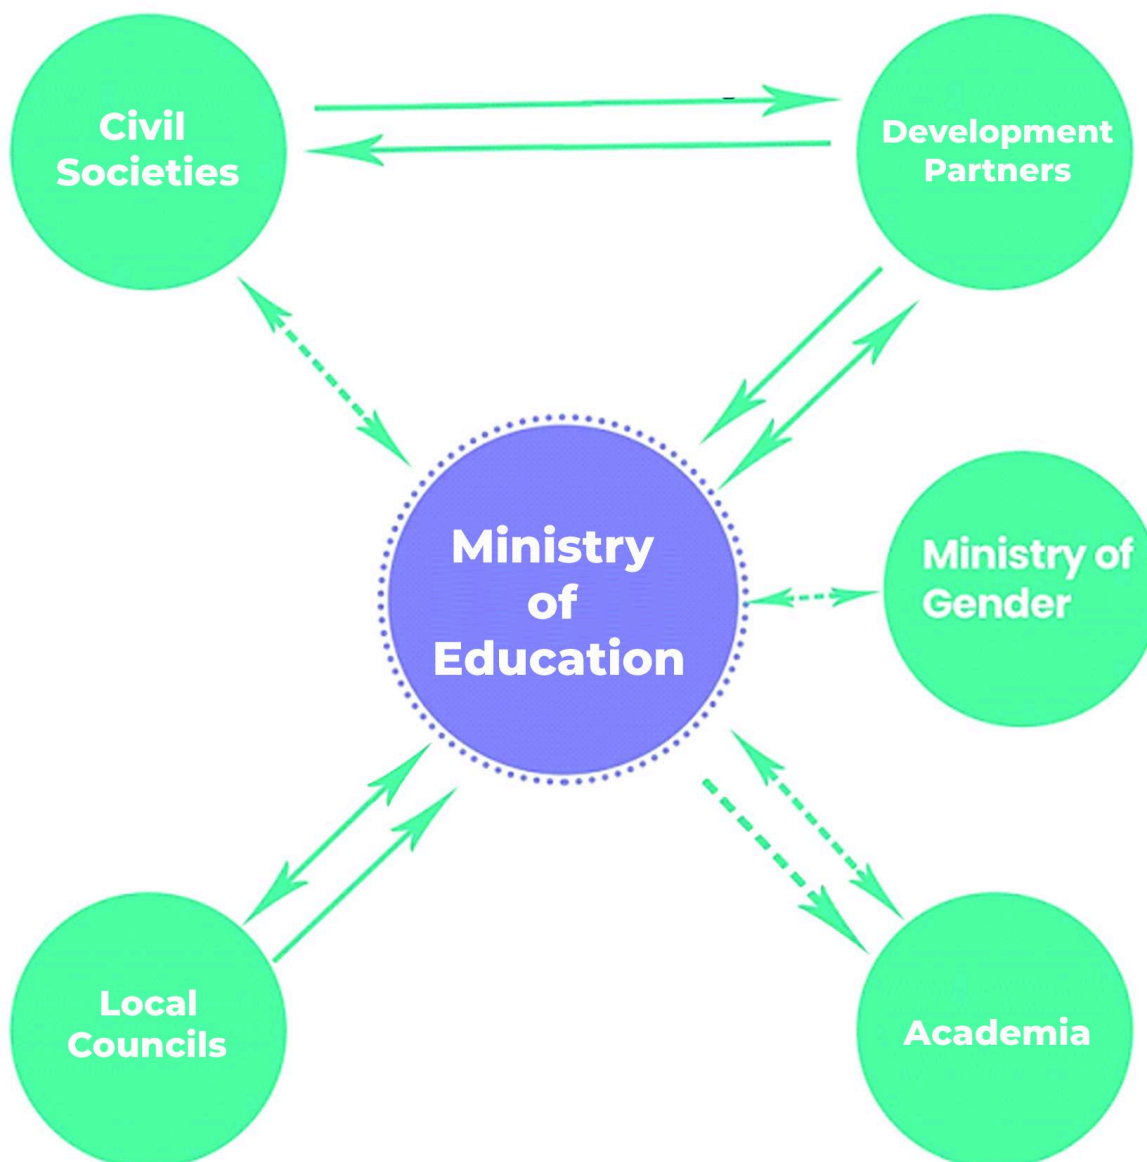 Civil
Societies
Development
Partners
Ministry
of
Education
Ministry of
Gender
Local
Councils
Academia